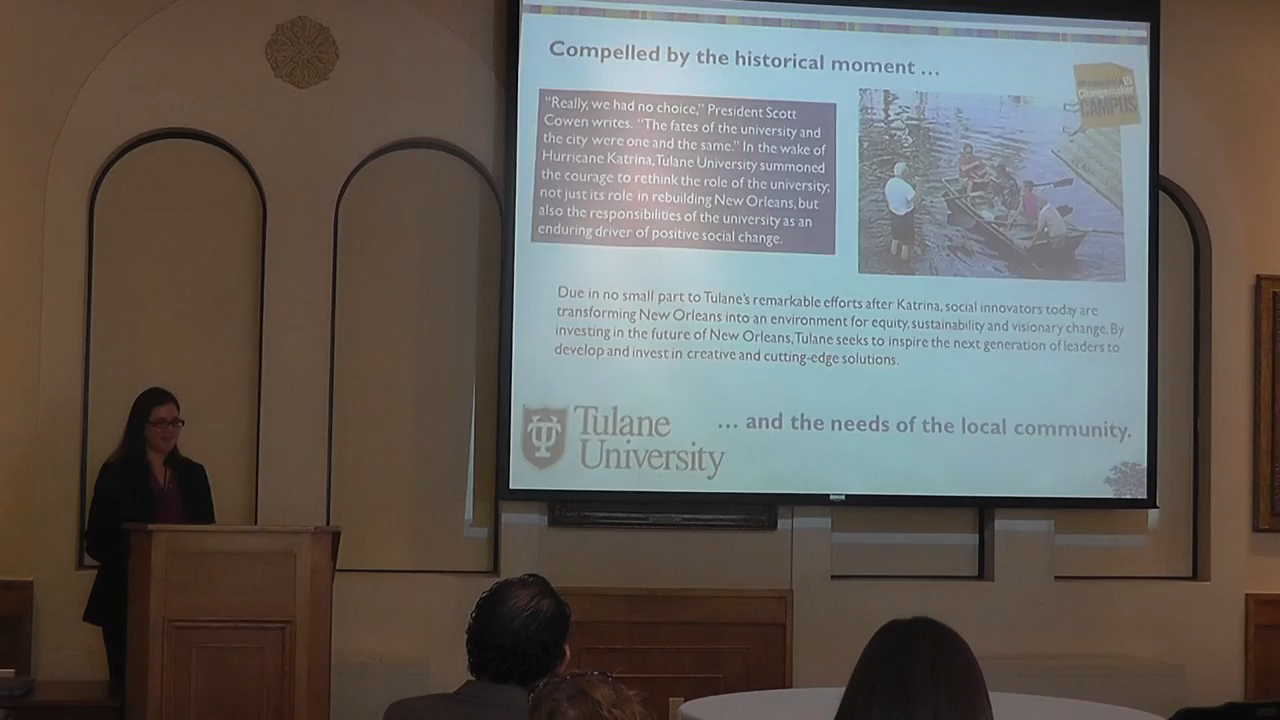 Compelled by the historical moment ...
"Really, we had no choice," President Scott
Cowen writes. "The fates of the university and
the city were one and the same." In the wake of
Hurricane Katrina, Tulane University summoned
the courage to rethink the role of the university,
not just its role in rebuilding New Orleans, but
also the responsibilities of the university as an
enduring driver of positive social change.
Changemaker
CAMPUS
Due in no small part to Tulane's remarkable efforts after Katrina, social innovators today are
transforming New Orleans into an environment for equity, sustainability and visionary change. By
investing in the future of New Orleans, Tulane seeks to inspire the next generation of leaders to
develop and invest in creative and cutting-edge solutions.
Tulane
University
... and the needs of the local community.